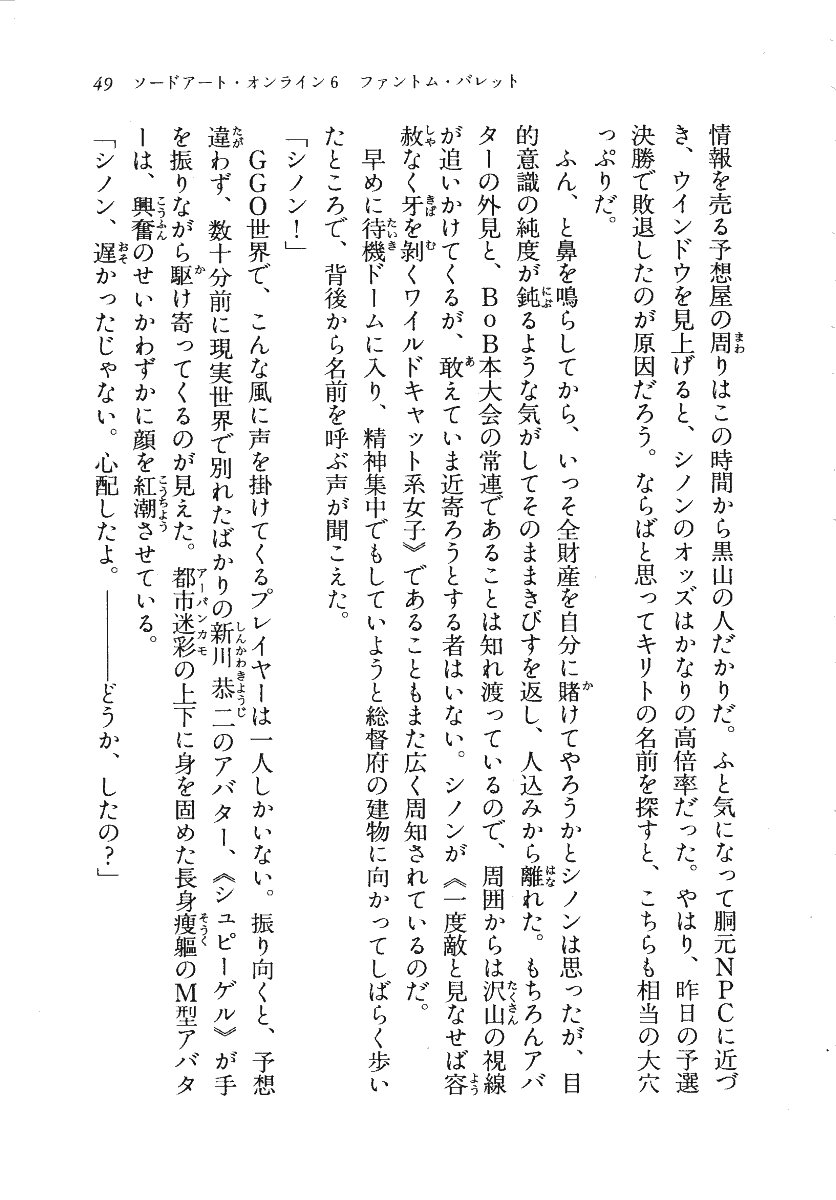 49　ソードアート・オンライン6　ファントム・バレット
情報を売る予想屋の周りはこの時間から黒山の人だかりだ。ふと気になって胴元NPCに近づ
き、ウインドウを見上げると、シノンのオッズはかなりの高倍率だった。やはり、昨日の予選
決勝で敗退したのが原因だろう。ならばと思ってキリトの名前を探すと、こちらも相当の大穴
っぷりだ。
　ふん、と鼻を鳴らしてから、いっそ全財産を自分に賭けてやろうかとシノンは思ったが、目
的意識の純度が鈍るような気がしてそのままきびすを返し、人込みから離れた。もちろんアバ
ターの外見と、BoB本大会の常連であることは知れ渡っているので、周囲からは沢山の視線
が追いかけてくるが、敢えていま近寄ろうとする者はいない。シノンが《一度敵と見なせば容
赦なく牙を剥くワイルドキャット系女子》であることもまた広く周知されているのだ。
　早めに待機ドームに入り、精神集中でもしていようと総督府の建物に向かってしばらく歩い
たところで、背後から名前を呼ぶ声が聞こえた。
「シノン！」
　GGO世界で、こんな風に声を掛けてくるプレイヤーは一人しかいない。振り向くと、予想
違わず、数十分前に現実世界で別れたばかりの新川恭二のアバター、《シュピーゲル》が手
を振りながら駆け寄ってくるのが見えた。都市迷彩の上下に身を固めた長身痩軀のM型アバタ
ーは、興奮のせいかわずかに顔を紅潮させている。
「シノン、遅かったじゃない。心配したよ。――――どうか、したの？」